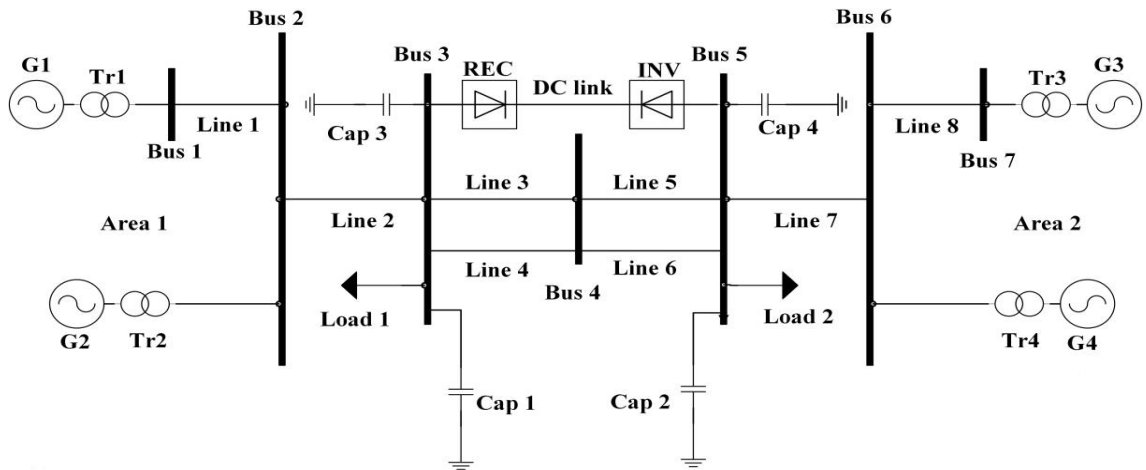 Bus 2
Bus 6
Bus 3
Bus 5
G1
Tr1
REC
DC link
INV
Tr3
G3
Line 1
Cap 3
Cap 4
Line 8
Bus 1
Bus 7
Line 3
Line 5
Area 1
Line 2
Line 7
Area 2
Line 4
Line 6
Bus 4
Load 1
Load 2
G2
Tr2
Tr4
G4
Cap 1
Cap 2